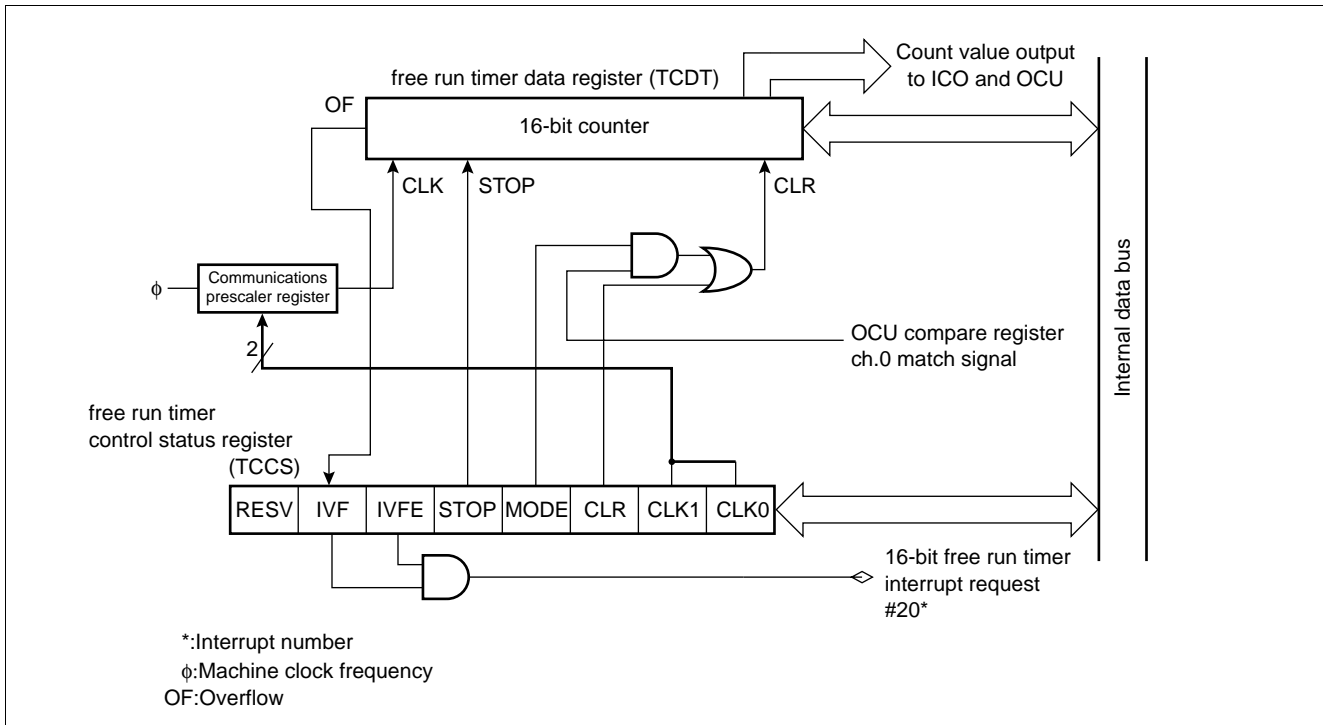 Count value output
to ICO and OCU
free run timer data register (TCDT)
OF
16-bit counter
CLK
STOP
CLR
Communications
prescaler register
ϕ
2
OCU compare register
ch.0 match signal
Internal data bus
free run timer
control status register
(TCCS)
RESV IVF IVFE STOP MODE CLR CLK1 CLK0
16-bit free run timer
interrupt request
#20*
*:Interrupt number
ϕ:Machine clock frequency
OF:Overflow